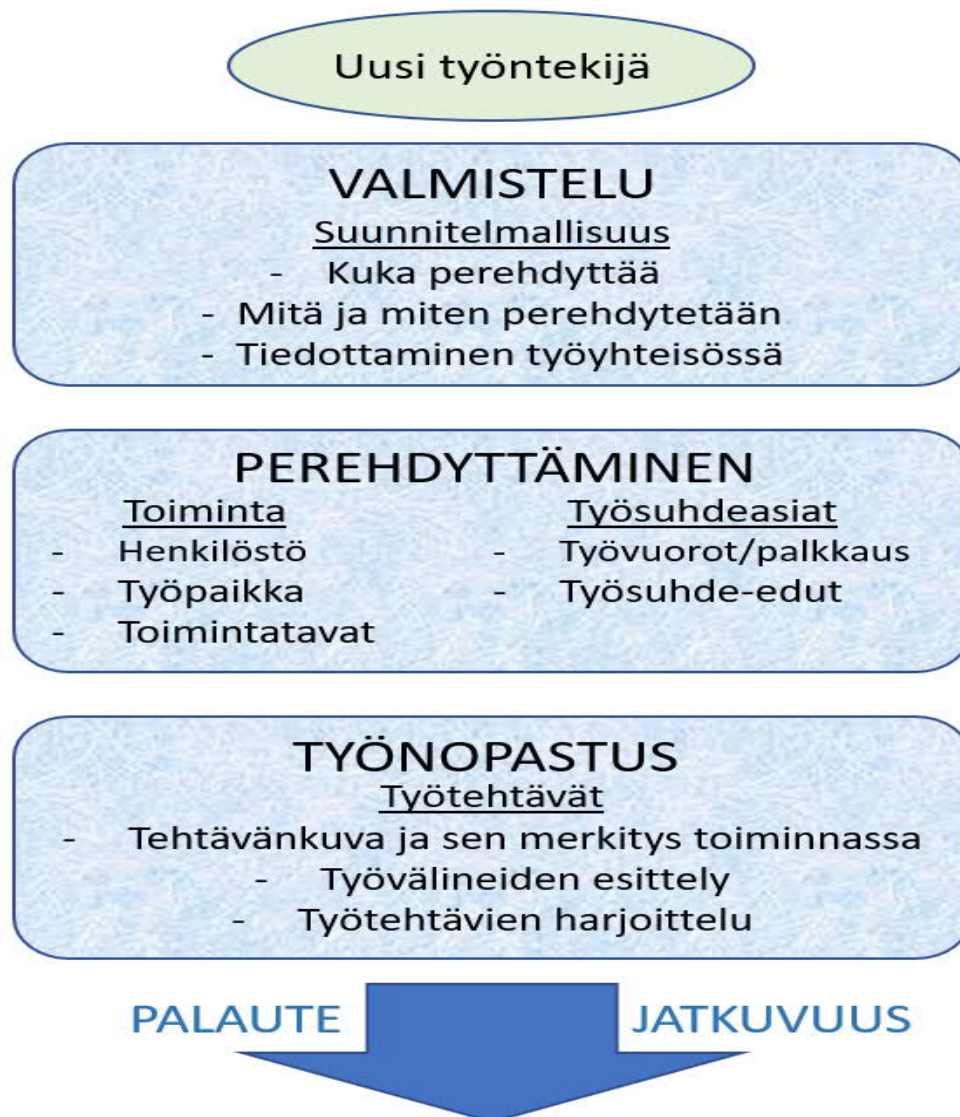 Uusi työntekijä
VALMISTELU
Suunnitelmallisuus
- Kuka perehdyttää
- Mitä ja miten perehdytetään
- Tiedottaminen työyhteisössä
PEREHDYTTÄMINEN
Toiminta
- Henkilöstö
- Työpaikka
- Toimintatavat
Työsuhdeasiat
- Työvuorot/palkkaus
- Työsuhde-edut
TYÖNOPASTUS
Työtehtävät
- Tehtävänkuva ja sen merkitys toiminnassa
- Työvälineiden esittely
- Työtehtävien harjoittelu
PALAUTE
JATKUVUUS